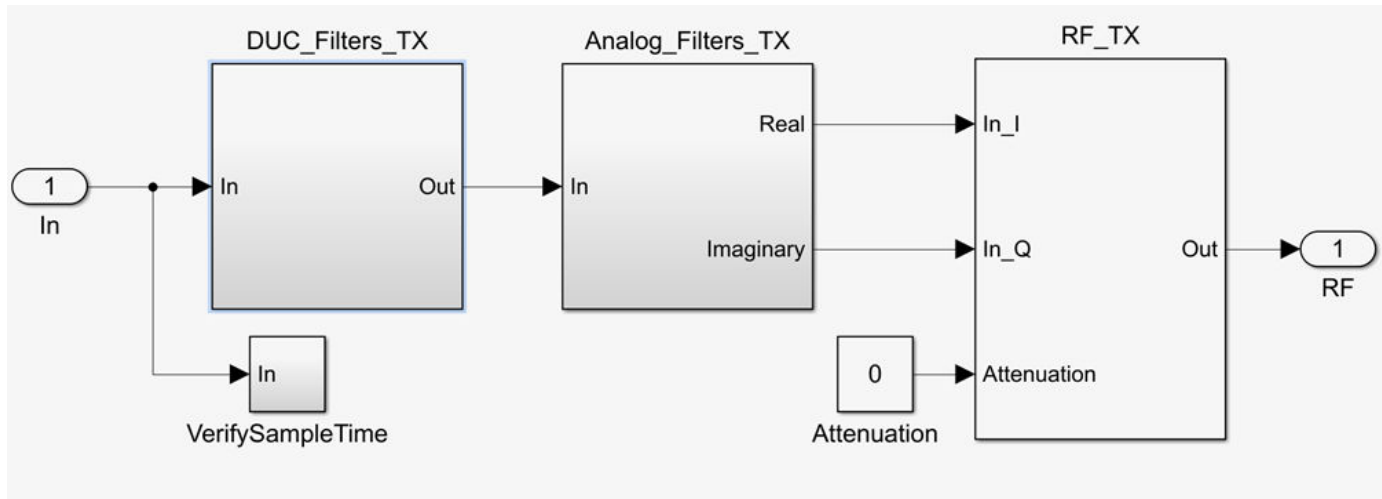 DUC_Filters_TX
Analog_Filters_TX
RF_TX
Real
In_I
1
In
In
Out
In
Imaginary
In_Q
Out
1
RF
In
VerifySampleTime
0
Attenuation
Attenuation